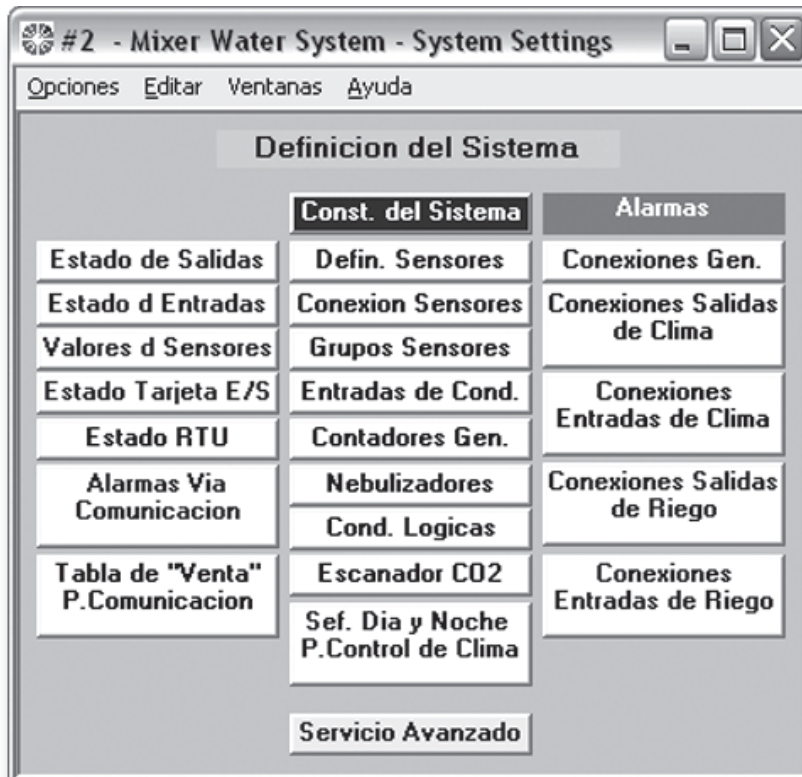 #2 - Mixer Water System - System Settings
Opciones Editar Ventanas Ayuda
Definicion del Sistema
Const. del Sistema
Alarmas
Estado de Salidas
Estado d Entradas
Valores d Sensores
Estado Tarjeta E/S
Estado RTU
Alarmas Via
Comunicacion
Tabla de "Venta"
P.Comunicacion
Defin. Sensores
Conexion Sensores
Grupos Sensores
Entradas de Cond.
Contadores Gen.
Nebulizadores
Cond. Logicas
Escanador CO2
Sef. Dia y Noche
P.Control de Clima
Servicio Avanzado
Conexiones Gen.
Conexiones Salidas
de Clima
Conexiones
Entradas de Clima
Conexiones Salidas
de Riego
Conexiones
Entradas de Riego